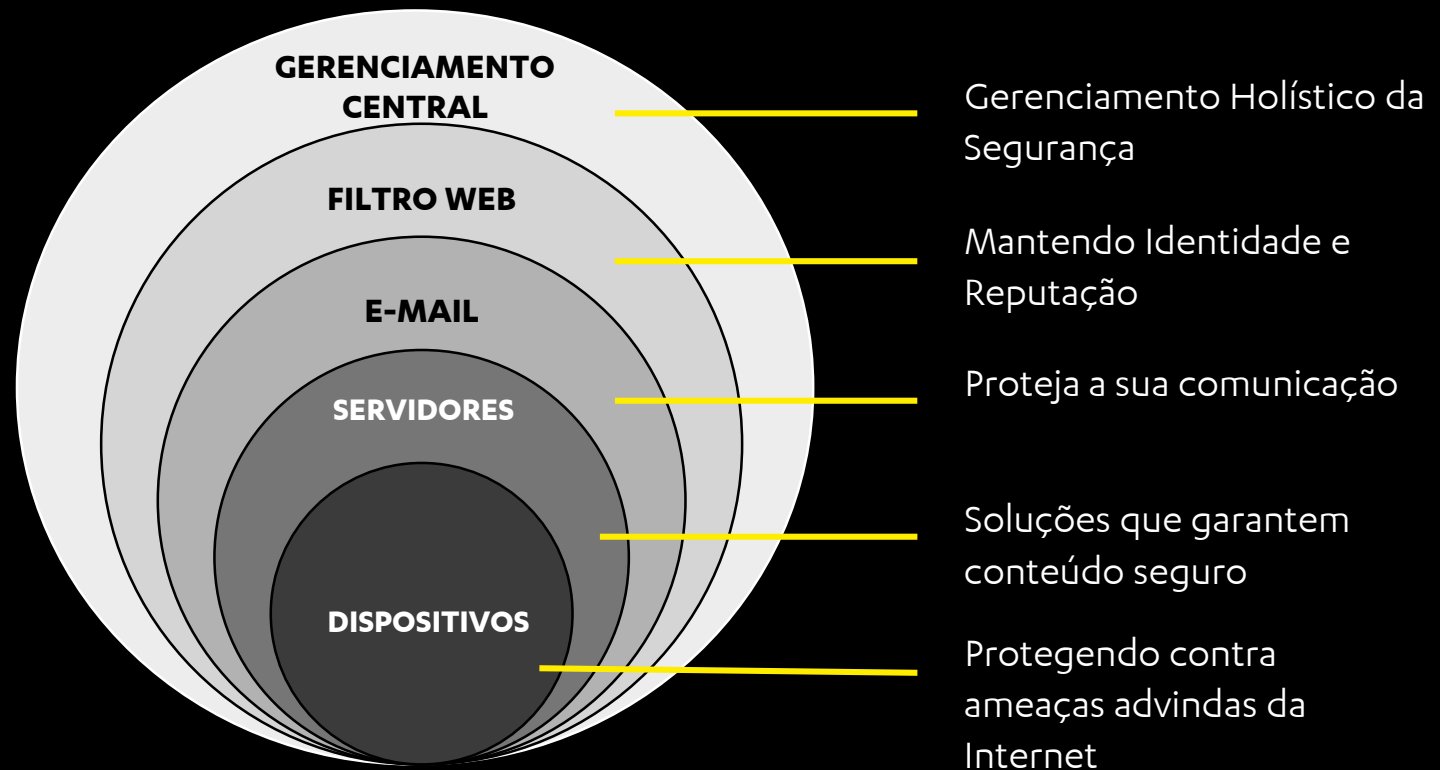 GERENCIAMENTO
CENTRAL
FILTRO WEB
E-MAIL
SERVIDORES
DISPOSITIVOS
Gerenciamento Holístico da
Segurança
Mantendo Identidade e
Reputação
Proteja a sua comunicação
Soluções que garantem
conteúdo seguro
Protegendo contra
ameaças advindas da
Internet